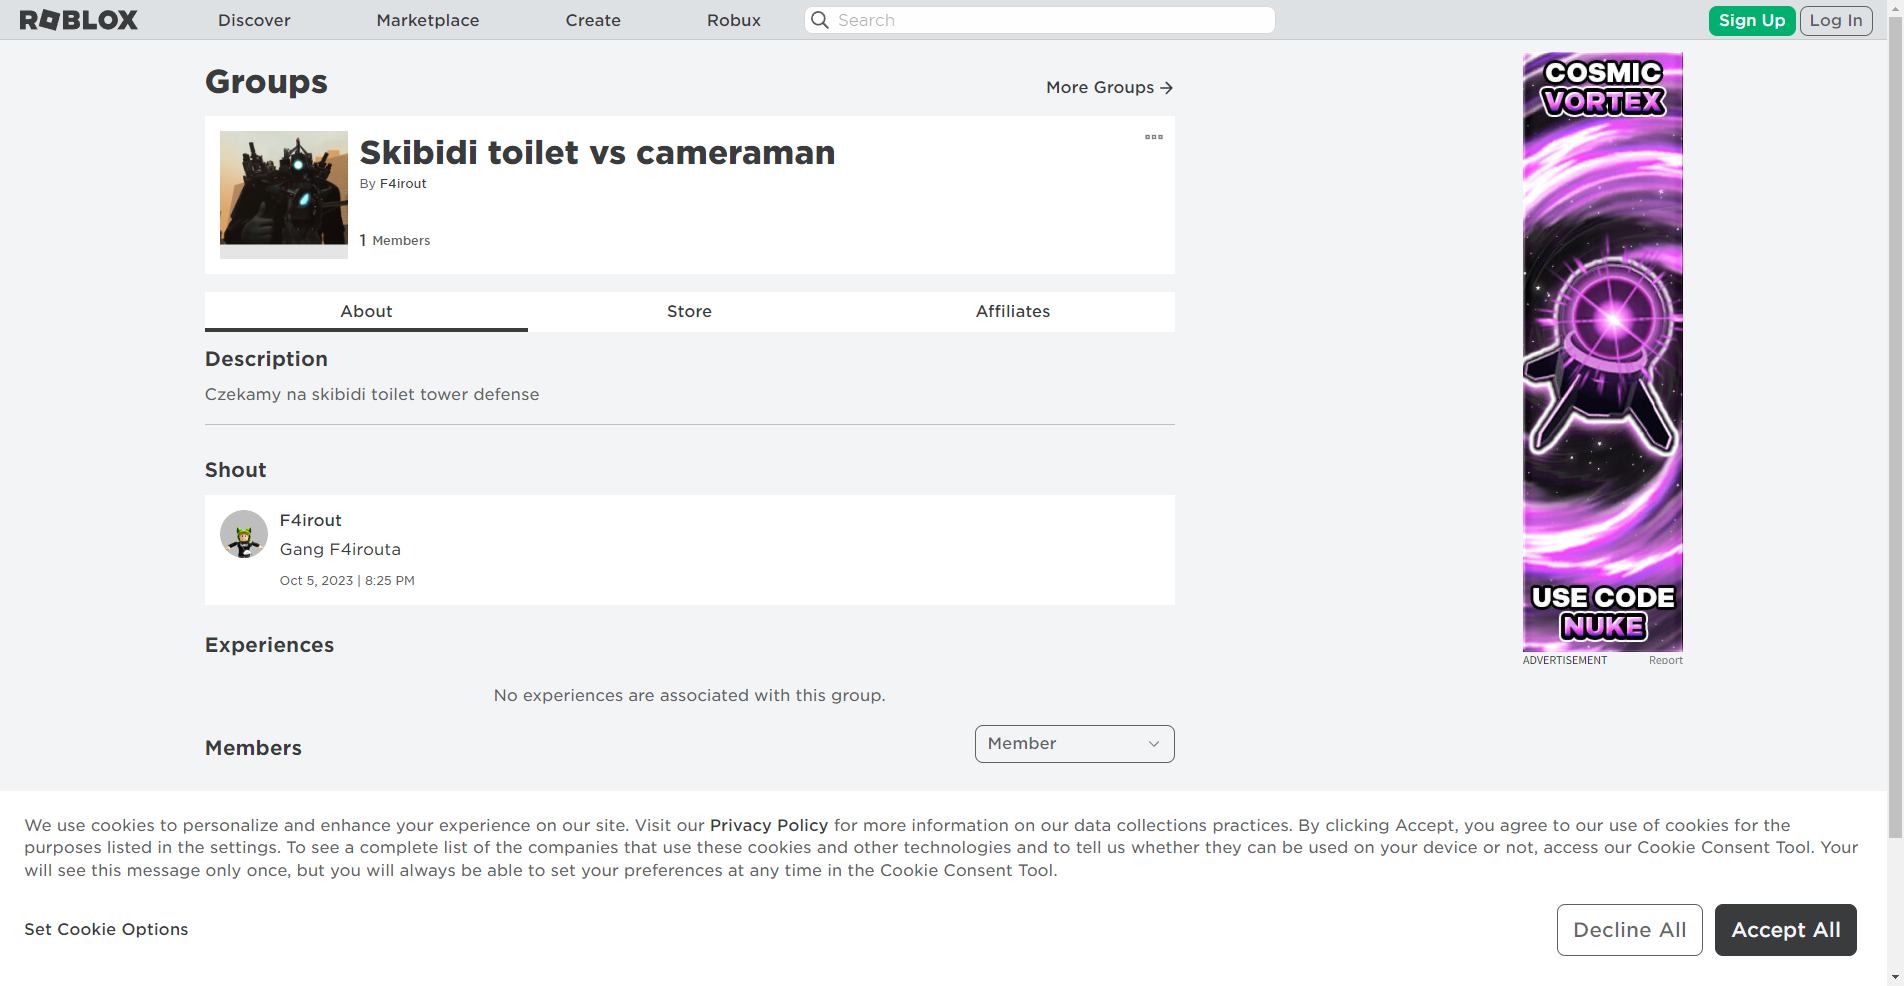 ROBLOX
Discover
Marketplace
Create
Robux
Search
Sign Up
Log In
Groups
More Groups
Skibidi toilet vs cameraman
By F4irout
1 Members
About
Store
Affiliates
Description
Czekamy na skibidi toilet tower defense
Shout
F4irout
Gang F4irouta
Oct 5, 2023 | 8:25 PM
Experiences
No experiences are associated with this group.
Members
Member
COSMIC
VORTEX
USE CODE
NUKE
ADVERTISEMENT
Report
We use cookies to personalize and enhance your experience on our site. Visit our Privacy Policy for more information on our data collections practices. By clicking Accept, you agree to our use of cookies for the
purposes listed in the settings. To see a complete list of the companies that use these cookies and other technologies and to tell us whether they can be used on your device or not, access our Cookie Consent Tool. Your
will see this message only once, but you will always be able to set your preferences at any time in the Cookie Consent Tool.
Set Cookie Options
Decline All
Accept All